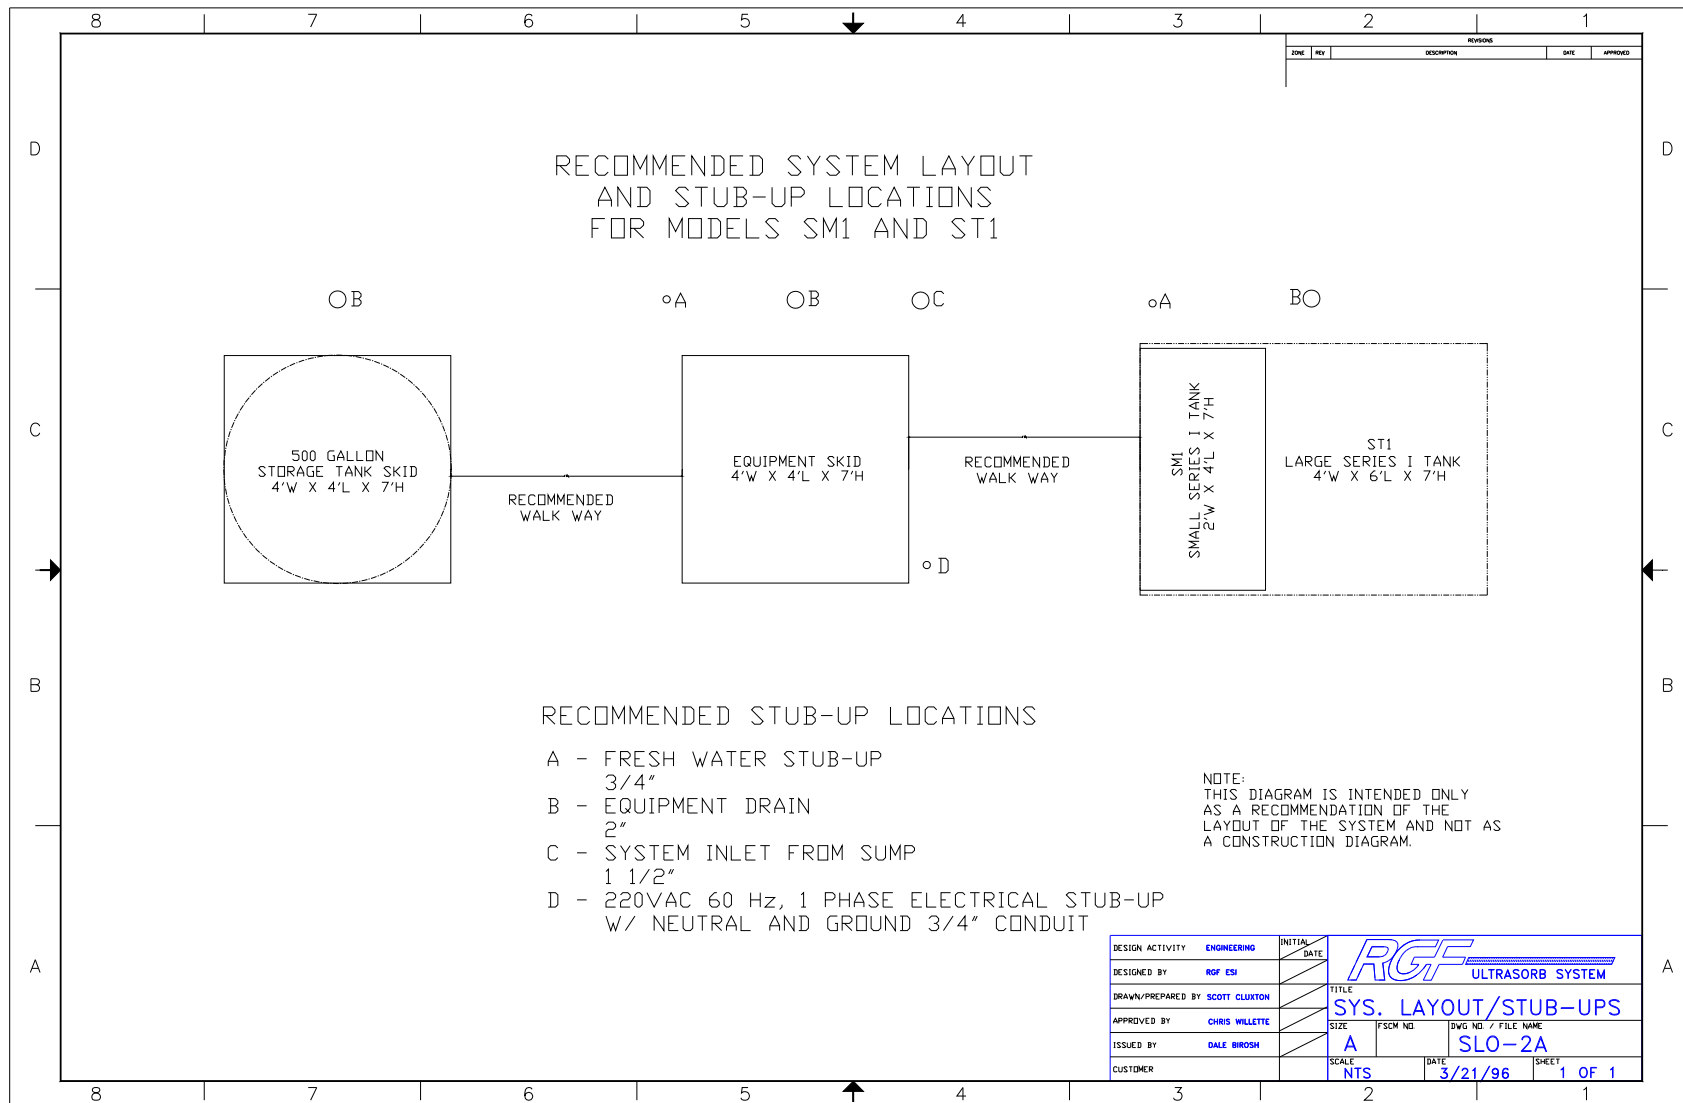 8 7 6 5 4 3 2 1
REVISIONS
ZONE REV DESCRIPTION DATE APPROVED
D D
RECOMMENDED SYSTEM LAYOUT
AND STUB-UP LOCATIONS
FOR MODELS SM1 AND ST1
B A B C A B
C C
500 GALLON
STORAGE TANK SKID
4'W X 4'L X 7'H
RECOMMENDED
WALK WAY
EQUIPMENT SKID
4'W X 4'L X 7'H
RECOMMENDED
WALK WAY
SM1
SMALL SERIES I TANK
2'W X 4'L X 7'H
ST1
LARGE SERIES I TANK
4'W X 6'L X 7'H
D
B B
RECOMMENDED STUB-UP LOCATIONS
A - FRESH WATER STUB-UP
3/4"
B - EQUIPMENT DRAIN
2"
C - SYSTEM INLET FROM SUMP
1 1/2"
D - 220VAC 60 Hz, 1 PHASE ELECTRICAL STUB-UP
W/ NEUTRAL AND GROUND 3/4" CONDUIT
NOTE:
THIS DIAGRAM IS INTENDED ONLY
AS A RECOMMENDATION OF THE
LAYOUT OF THE SYSTEM AND NOT AS
A CONSTRUCTION DIAGRAM.
A A
DESIGN ACTIVITY ENGINEERING INITIAL DATE
DESIGNED BY RGF ESI
DRAWN/PREPARED BY SCOTT CLUXTON
APPROVED BY CHRIS WILLETTE
ISSUED BY DALE BIROSH
CUSTOMER
RGF ULTRASORB SYSTEM
TITLE
SYS. LAYOUT/STUB-UPS
SIZE FSCM NO. DWG NO. / FILE NAME
A SLO-2A
SCALE DATE SHEET
NTS 3/21/96 1 OF 1
8 7 6 5 4 3 2 1